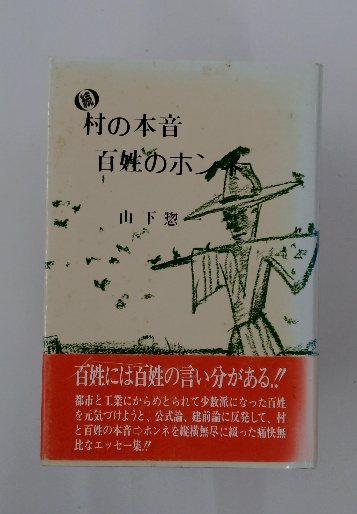 続
村の本音
百姓のホンネ
山下惣一
百姓には百姓の言い分がある!!
都市と工業にからめとられて少数派になった百姓
を元気づけようと、公式論、建前論に反発して、村
と百姓の本音⇨ホンネを縦横無尽に綴った痛快無
比なエッセー集!!